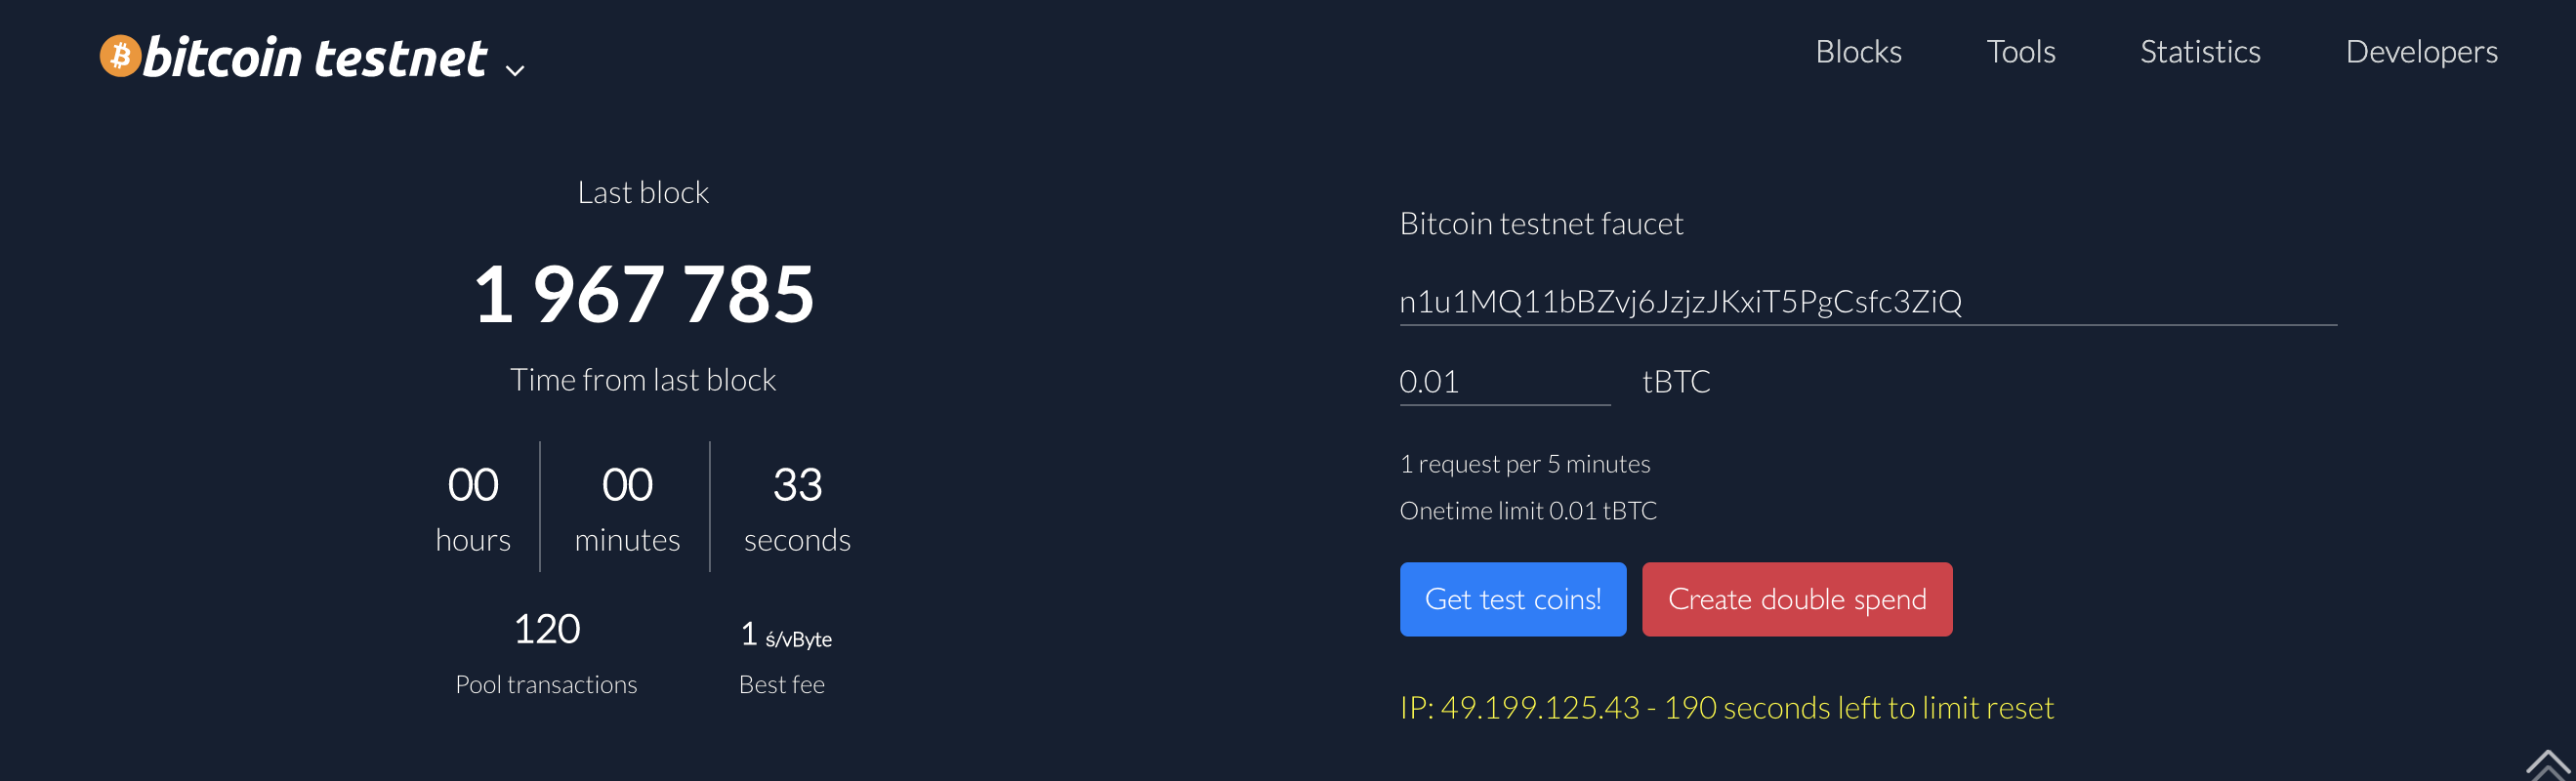 bitcoin testnet
Blocks Tools Statistics Developers
Last block
1 967 785
Time from last block
00 00 33
hours minutes seconds
120 1 ś/vByte
Pool transactions Best fee
Bitcoin testnet faucet
n1u1MQ11bBZvj6JzjzJKxiT5PgCsfc3ZiQ
0.01 tBTC
1 request per 5 minutes
Onetime limit 0.01 tBTC
Get test coins! Create double spend
IP: 49.199.125.43 - 190 seconds left to limit reset